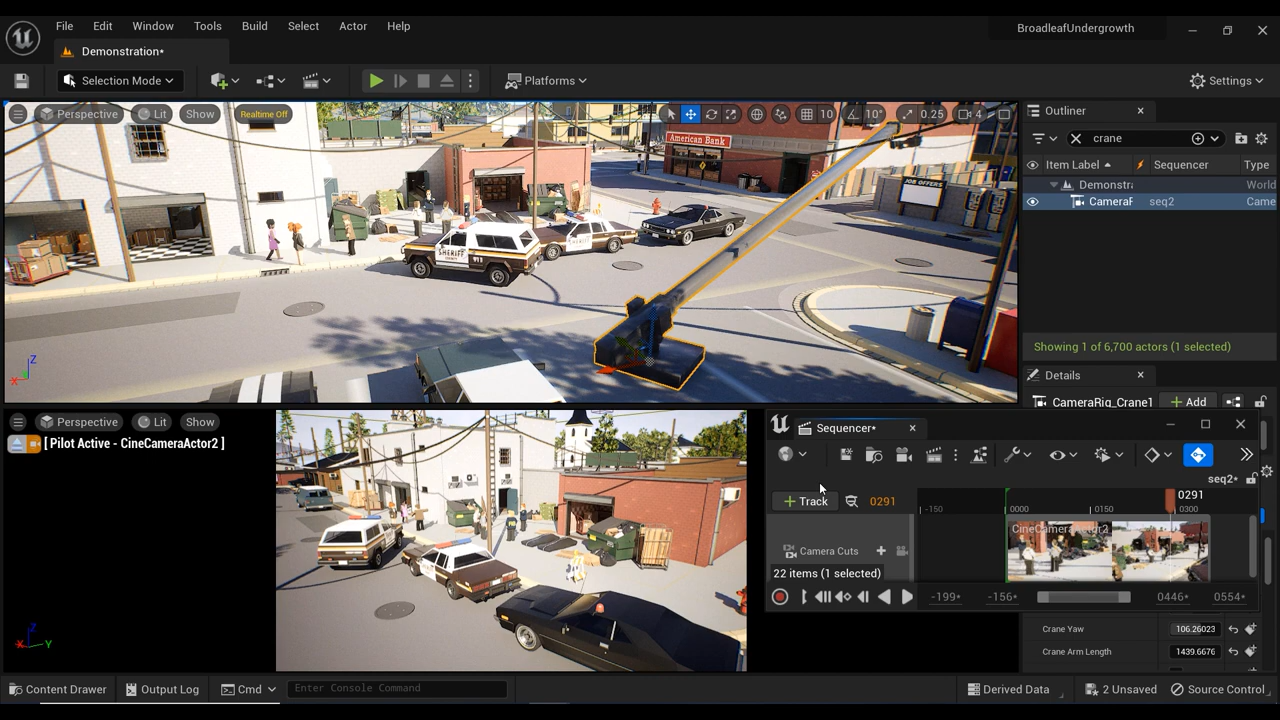 File Edit Window Tools Build Select Actor Help
BroadleafUndergrowth
Demonstration*
Selection Mode
Platforms
Settings
Perspective Lit Show Realtime Off 10 10° 0.25 4
American Bank
JOB OFFERS
SHERIFF
Outliner
crane
Item Label Sequencer Type
Demonstra World
CameraF seq2 Came
Showing 1 of 6,700 actors (1 selected)
Details
CameraRig_Crane1 Add
Perspective Lit Show
[ Pilot Active - CineCameraActor2 ]
Sequencer*
seq2*
Track 0291
0291
-150 0000 0150 0300
CineCameraActor2
Camera Cuts
22 items (1 selected)
-199* -156* 0446* 0554*
Crane Yaw 106.26023
Crane Arm Length 1439.6676
X
Z
X
Y
Z
Content Drawer Output Log Cmd Enter Console Command Derived Data 2 Unsaved Source Control